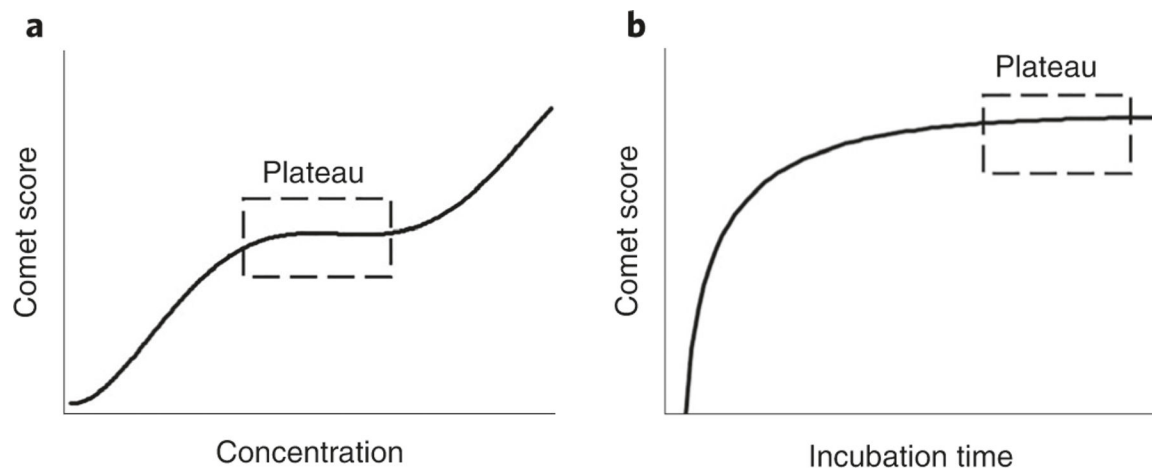 a
Plateau
Comet score
Concentration
b
Plateau
Comet score
Incubation time